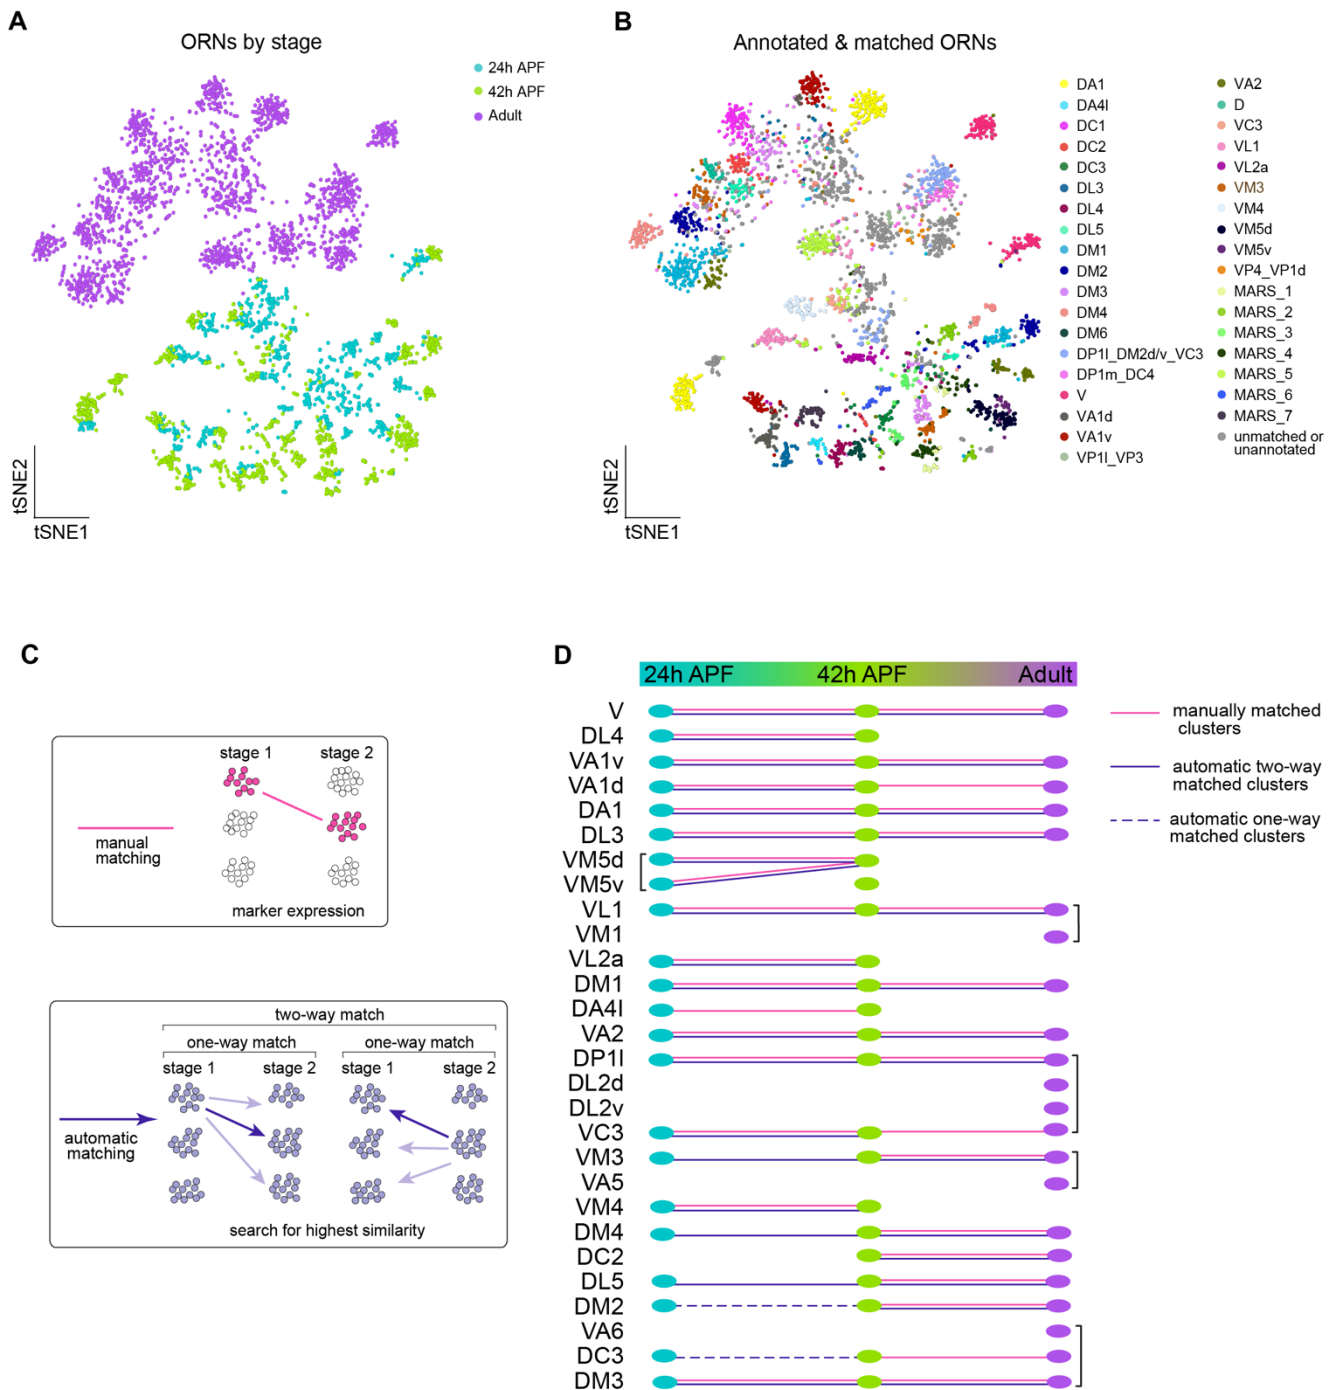 A
ORNs by stage
24h APF
42h APF
Adult
tSNE2
tSNE1
B
Annotated & matched ORNs
DA1
DA4l
DC1
DC2
DC3
DL3
DL4
DL5
DM1
DM2
DM3
DM4
DM6
DP1l_DM2d/v_VC3
DP1m_DC4
V
VA1d
VA1v
VP1l_VP3
VA2
D
VC3
VL1
VL2a
VM3
VM4
VM5d
VM5v
VP4_VP1d
MARS_1
MARS_2
MARS_3
MARS_4
MARS_5
MARS_6
MARS_7
unmatched or
unannotated
tSNE2
tSNE1
C
stage 1 stage 2
manual
matching
marker expression
two-way match
one-way match one-way match
stage 1 stage 2 stage 1 stage 2
automatic
matching
search for highest similarity
D
24h APF 42h APF Adult
V
DL4
VA1v
VA1d
DA1
DL3
VM5d
VM5v
VL1
VM1
VL2a
DM1
DA4l
VA2
DP1l
DL2d
DL2v
VC3
VM3
VA5
VM4
DM4
DC2
DL5
DM2
VA6
DC3
DM3
manually matched
clusters
automatic two-way
matched clusters
automatic one-way
matched clusters